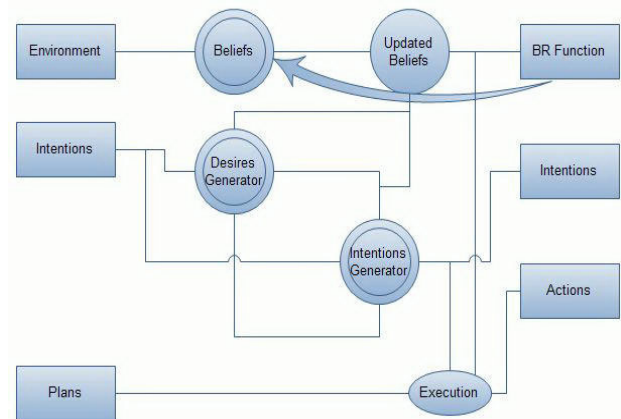 Environment
Beliefs
Updated
Beliefs
BR Function
Intentions
Desires
Generator
Intentions
Intentions
Generator
Actions
Plans
Execution